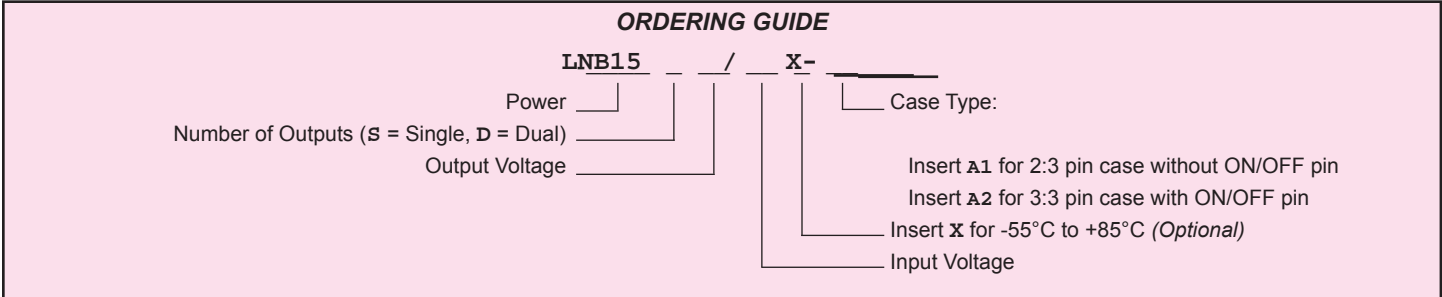 ORDERING GUIDE
LNB15 _ __/__ X- ______
Power
Case Type:
Number of Outputs (S = Single, D = Dual)
Output Voltage
Insert A1 for 2:3 pin case without ON/OFF pin
Insert A2 for 3:3 pin case with ON/OFF pin
Insert X for -55°C to +85°C (Optional)
Input Voltage